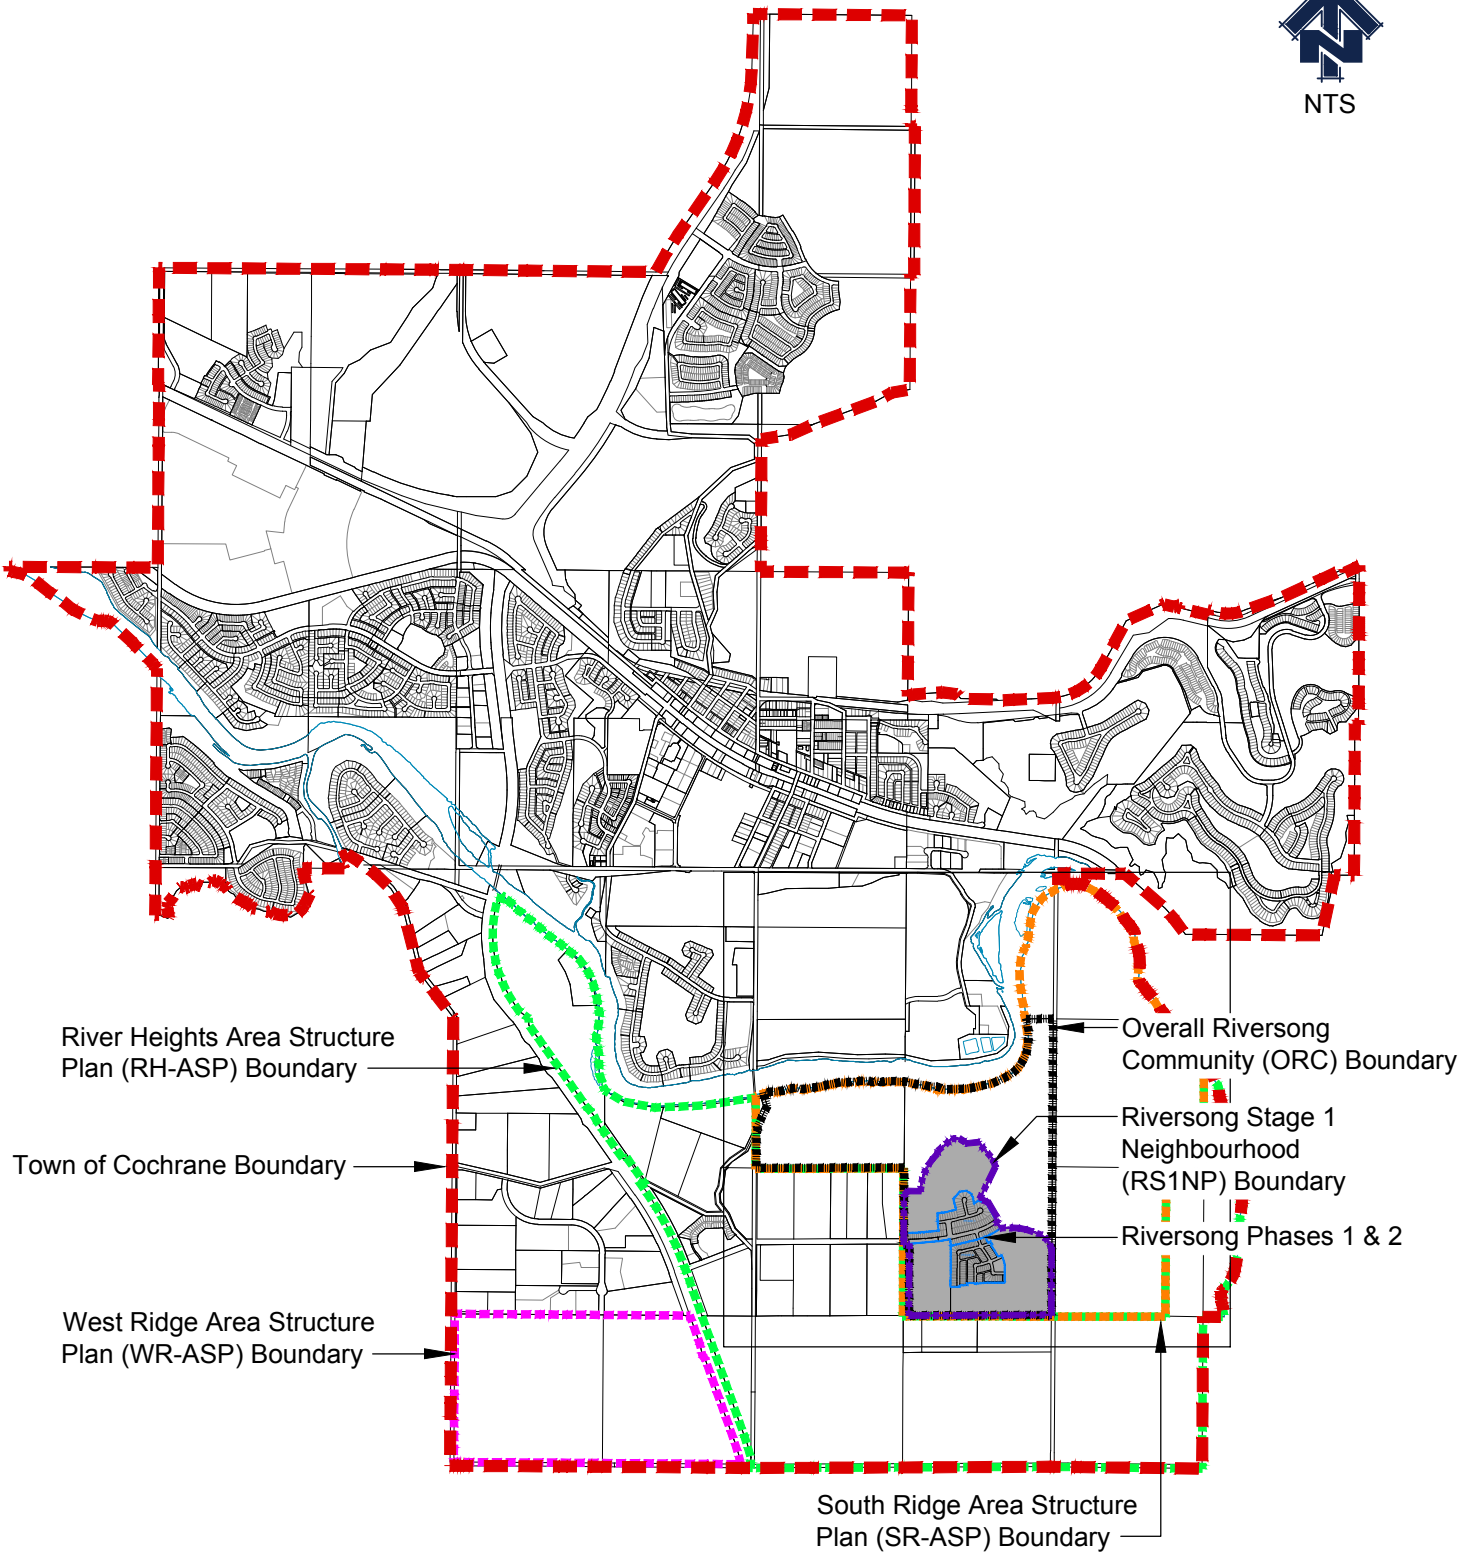 N
NTS
River Heights Area Structure
Plan (RH-ASP) Boundary
Overall Riversong
Community (ORC) Boundary
Riversong Stage 1
Neighbourhood
(RS1NP) Boundary
Town of Cochrane Boundary
Riversong Phases 1 & 2
West Ridge Area Structure
Plan (WR-ASP) Boundary
South Ridge Area Structure
Plan (SR-ASP) Boundary